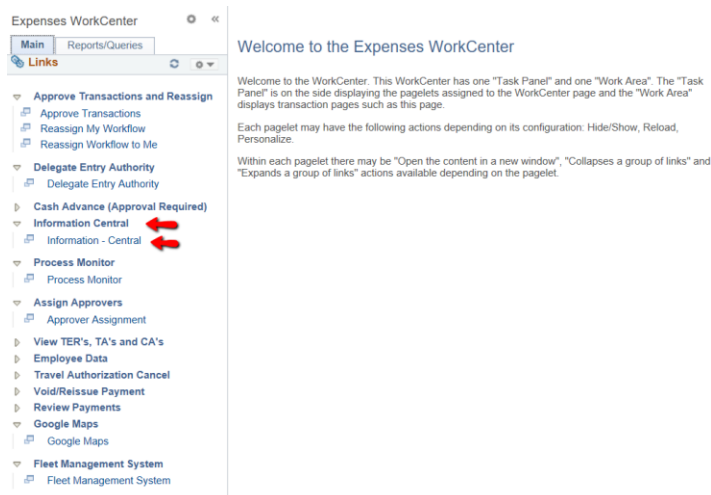 Expenses WorkCenter
Main
Reports/Queries
Links
Approve Transactions and Reassign
Approve Transactions
Reassign My Workflow
Reassign Workflow to Me
Delegate Entry Authority
Delegate Entry Authority
Cash Advance (Approval Required)
Information Central
Information - Central
Process Monitor
Process Monitor
Assign Approvers
Approver Assignment
View TER's, TA's and CA's
Employee Data
Travel Authorization Cancel
Void/Reissue Payment
Review Payments
Google Maps
Google Maps
Fleet Management System
Fleet Management System
Welcome to the Expenses WorkCenter
Welcome to the WorkCenter. This WorkCenter has one "Task Panel" and one "Work Area". The "Task
Panel" is on the side displaying the pagelets assigned to the WorkCenter page and the "Work Area"
displays transaction pages such as this page.
Each pagelet may have the following actions depending on its configuration: Hide/Show, Reload,
Personalize.
Within each pagelet there may be "Open the content in a new window", "Collapses a group of links" and
"Expands a group of links" actions available depending on the pagelet.